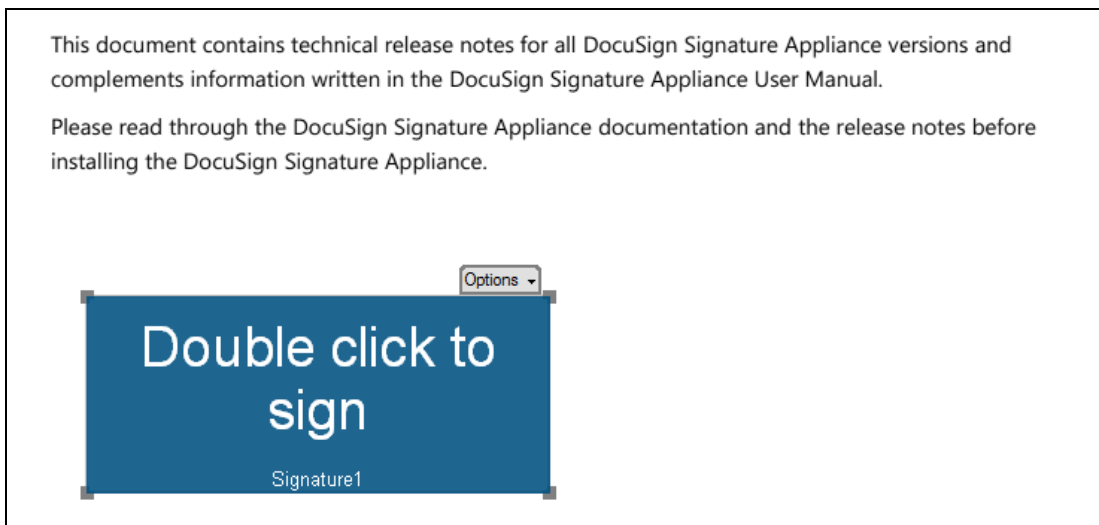 This document contains technical release notes for all DocuSign Signature Appliance versions and
complements information written in the DocuSign Signature Appliance User Manual.
Please read through the DocuSign Signature Appliance documentation and the release notes before
installing the DocuSign Signature Appliance.
Options
Double click to
sign
Signature1